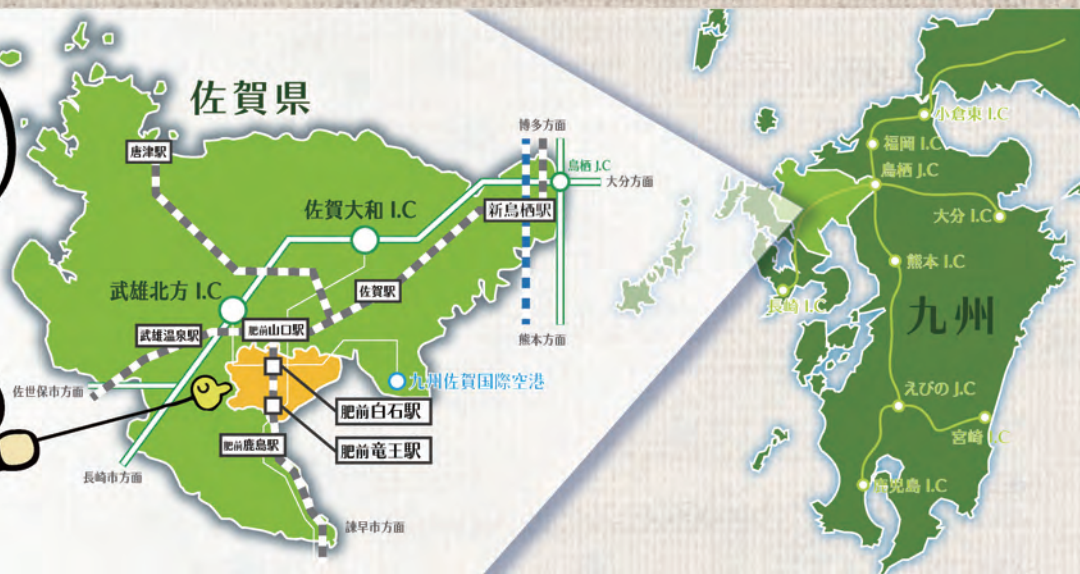 佐賀県
唐津駅
博多方面
鳥栖 J.C
大分方面
新鳥栖駅
佐賀大和 I.C
佐賀駅
武雄北方 I.C
武雄温泉駅
肥前山口駅
熊本方面
九州佐賀国際空港
佐世保市方面
肥前白石駅
肥前竜王駅
肥前鹿島駅
長崎市方面
諫早市方面
小倉東 I.C
福岡 I.C
鳥栖 J.C
大分 I.C
熊本 I.C
長崎 I.C
九州
えびの J.C
宮崎 I.C
鹿児島 I.C